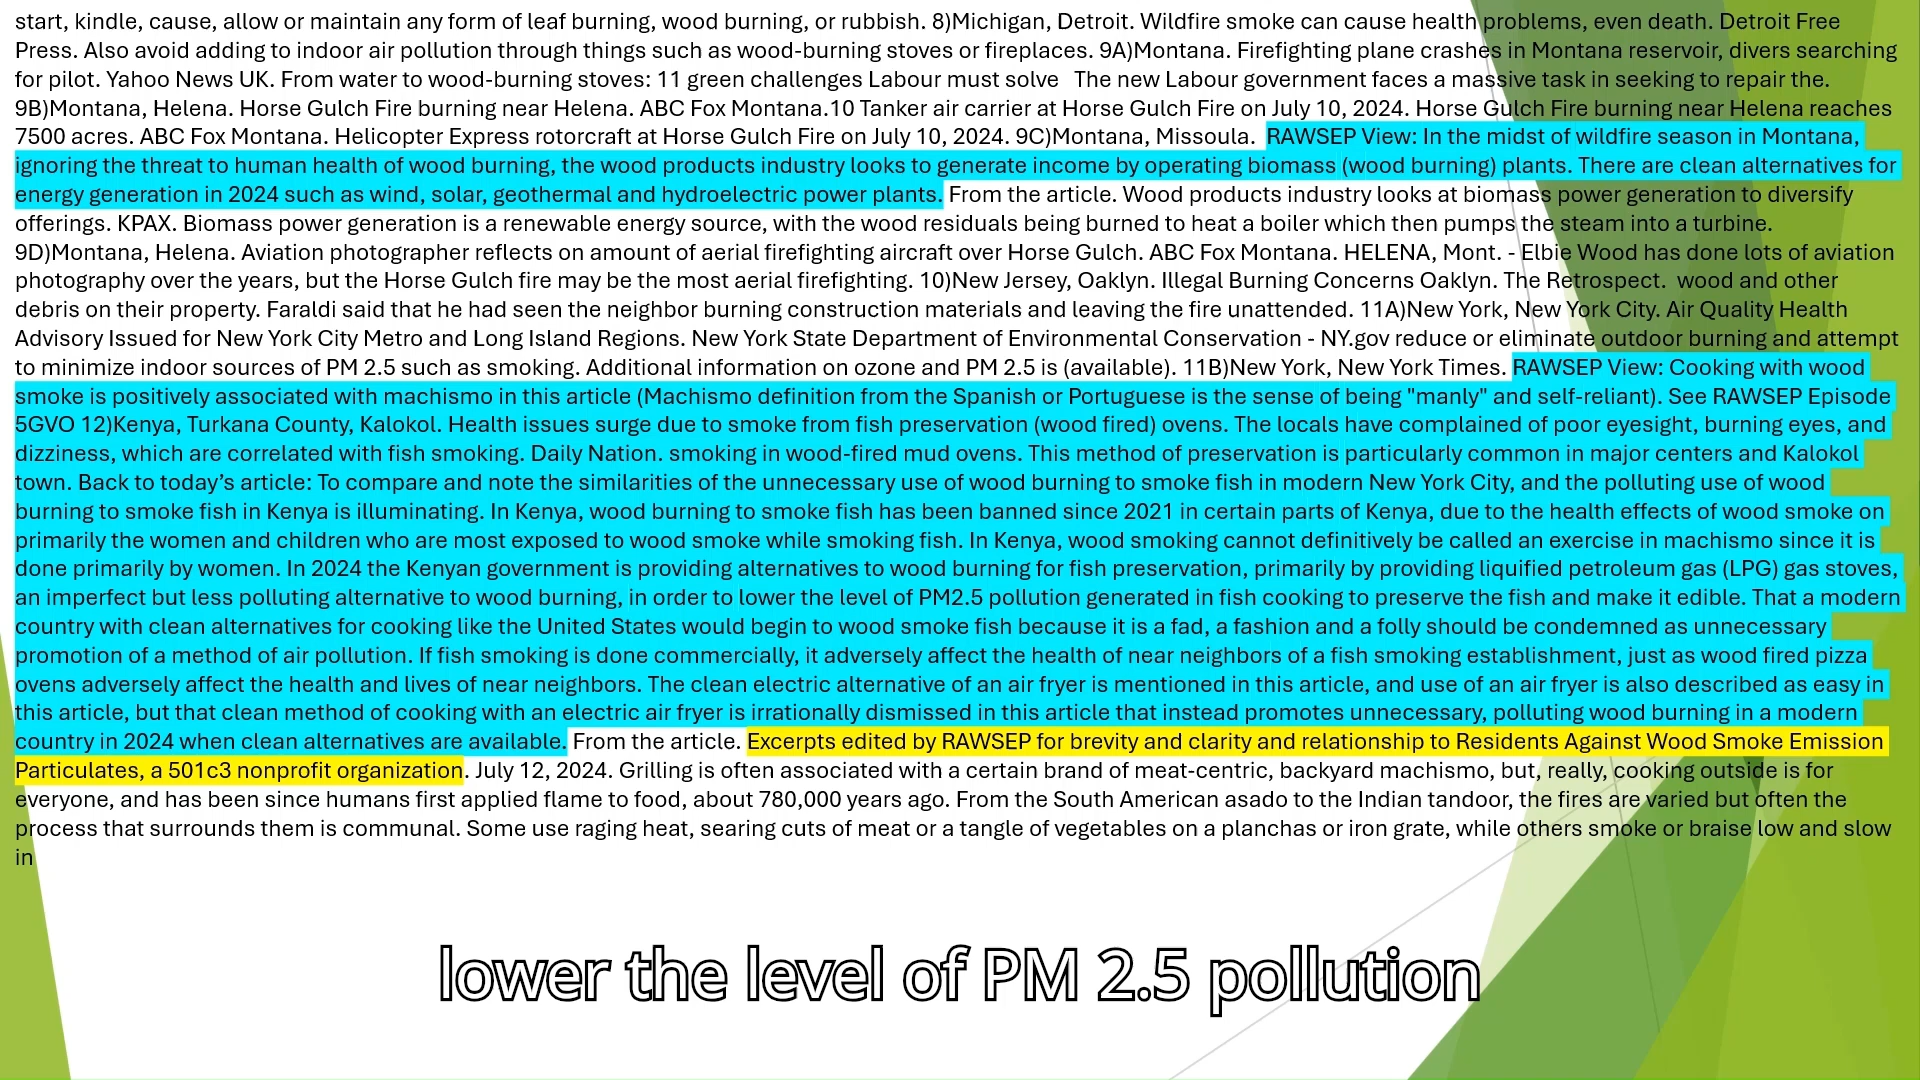 start, kindle, cause, allow or maintain any form of leaf burning, wood burning, or rubbish. 8)Michigan, Detroit. Wildfire smoke can cause health problems, even death. Detroit Free
Press. Also avoid adding to indoor air pollution through things such as wood-burning stoves or fireplaces. 9A)Montana. Firefighting plane crashes in Montana reservoir, divers searching
for pilot. Yahoo News UK. From water to wood-burning stoves: 11 green challenges Labour must solve   The new Labour government faces a massive task in seeking to repair the.
9B)Montana, Helena. Horse Gulch Fire burning near Helena. ABC Fox Montana.10 Tanker air carrier at Horse Gulch Fire on July 10, 2024. Horse Gulch Fire burning near Helena reaches
7500 acres. ABC Fox Montana. Helicopter Express rotorcraft at Horse Gulch Fire on July 10, 2024. 9C)Montana, Missoula.  RAWSEP View: In the midst of wildfire season in Montana,
ignoring the threat to human health of wood burning, the wood products industry looks to generate income by operating biomass (wood burning) plants. There are clean alternatives for
energy generation in 2024 such as wind, solar, geothermal and hydroelectric power plants. From the article. Wood products industry looks at biomass power generation to diversify
offerings. KPAX. Biomass power generation is a renewable energy source, with the wood residuals being burned to heat a boiler which then pumps the steam into a turbine.
9D)Montana, Helena. Aviation photographer reflects on amount of aerial firefighting aircraft over Horse Gulch. ABC Fox Montana. HELENA, Mont. - Elbie Wood has done lots of aviation
photography over the years, but the Horse Gulch fire may be the most aerial firefighting. 10)New Jersey, Oaklyn. Illegal Burning Concerns Oaklyn. The Retrospect.  wood and other
debris on their property. Faraldi said that he had seen the neighbor burning construction materials and leaving the fire unattended. 11A)New York, New York City. Air Quality Health
Advisory Issued for New York City Metro and Long Island Regions. New York State Department of Environmental Conservation - NY.gov reduce or eliminate outdoor burning and attempt
to minimize indoor sources of PM 2.5 such as smoking. Additional information on ozone and PM 2.5 is (available). 11B)New York, New York Times. RAWSEP View: Cooking with wood
smoke is positively associated with machismo in this article (Machismo definition from the Spanish or Portuguese is the sense of being "manly" and self-reliant). See RAWSEP Episode
5GVO 12)Kenya, Turkana County, Kalokol. Health issues surge due to smoke from fish preservation (wood fired) ovens. The locals have complained of poor eyesight, burning eyes, and
dizziness, which are correlated with fish smoking. Daily Nation. smoking in wood-fired mud ovens. This method of preservation is particularly common in major centers and Kalokol
town. Back to today’s article: To compare and note the similarities of the unnecessary use of wood burning to smoke fish in modern New York City, and the polluting use of wood
burning to smoke fish in Kenya is illuminating. In Kenya, wood burning to smoke fish has been banned since 2021 in certain parts of Kenya, due to the health effects of wood smoke on
primarily the women and children who are most exposed to wood smoke while smoking fish. In Kenya, wood smoking cannot definitively be called an exercise in machismo since it is
done primarily by women. In 2024 the Kenyan government is providing alternatives to wood burning for fish preservation, primarily by providing liquified petroleum gas (LPG) gas stoves,
an imperfect but less polluting alternative to wood burning, in order to lower the level of PM2.5 pollution generated in fish cooking to preserve the fish and make it edible. That a modern
country with clean alternatives for cooking like the United States would begin to wood smoke fish because it is a fad, a fashion and a folly should be condemned as unnecessary
promotion of a method of air pollution. If fish smoking is done commercially, it adversely affect the health of near neighbors of a fish smoking establishment, just as wood fired pizza
ovens adversely affect the health and lives of near neighbors. The clean electric alternative of an air fryer is mentioned in this article, and use of an air fryer is also described as easy in
this article, but that clean method of cooking with an electric air fryer is irrationally dismissed in this article that instead promotes unnecessary, polluting wood burning in a modern
country in 2024 when clean alternatives are available. From the article. Excerpts edited by RAWSEP for brevity and clarity and relationship to Residents Against Wood Smoke Emission
Particulates, a 501c3 nonprofit organization. July 12, 2024. Grilling is often associated with a certain brand of meat-centric, backyard machismo, but, really, cooking outside is for
everyone, and has been since humans first applied flame to food, about 780,000 years ago. From the South American asado to the Indian tandoor, the fires are varied but often the
process that surrounds them is communal. Some use raging heat, searing cuts of meat or a tangle of vegetables on a planchas or iron grate, while others smoke or braise low and slow
in
lower the level of PM 2.5 pollution